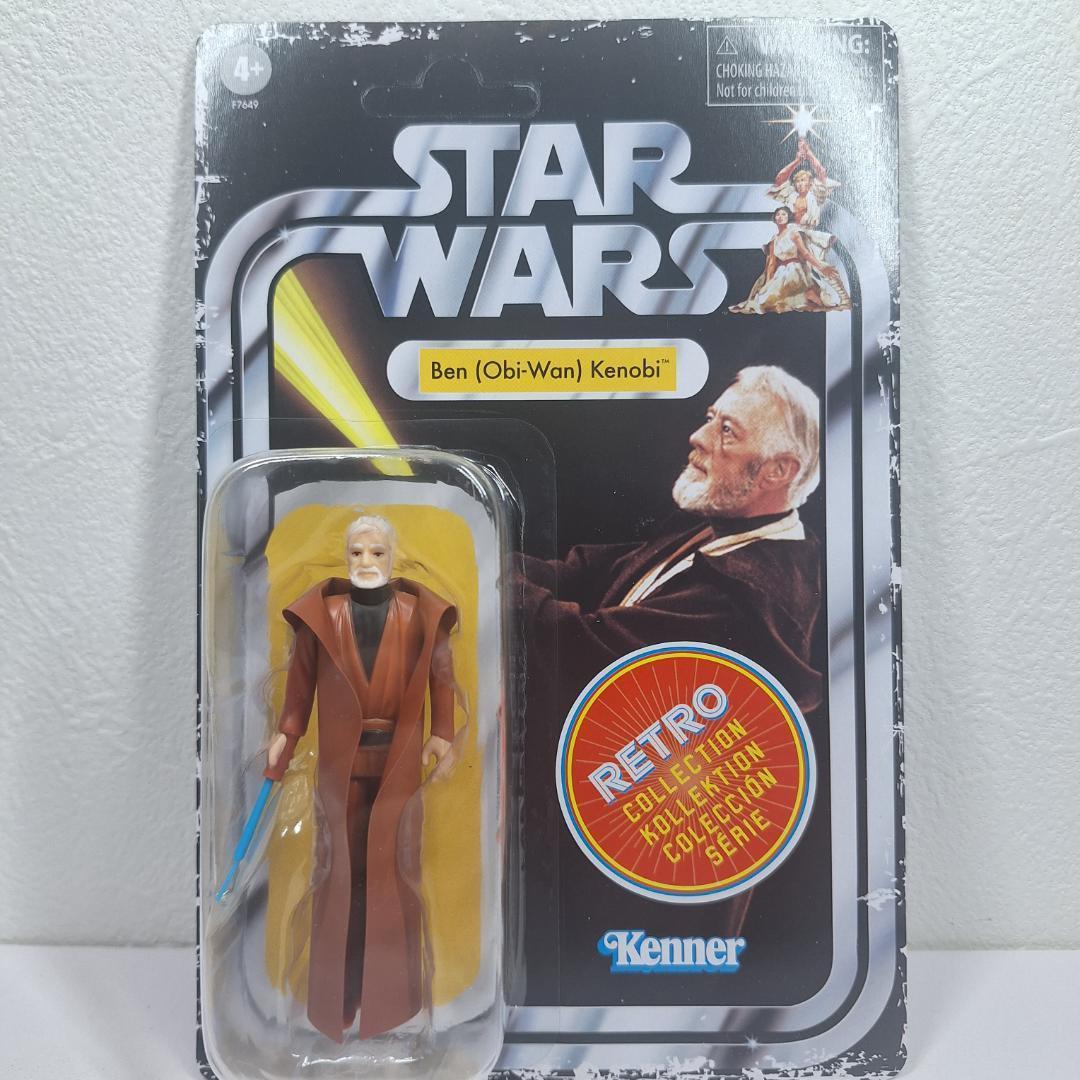 4+
F7649
WARNING:
CHOKING
Not for children
STAR
WARS
Ben (Obi-Wan) Kenobi™
RETRO
COLLECTION
KOLLEKTION
COLECCIÓN
SÉRIE
Kenner